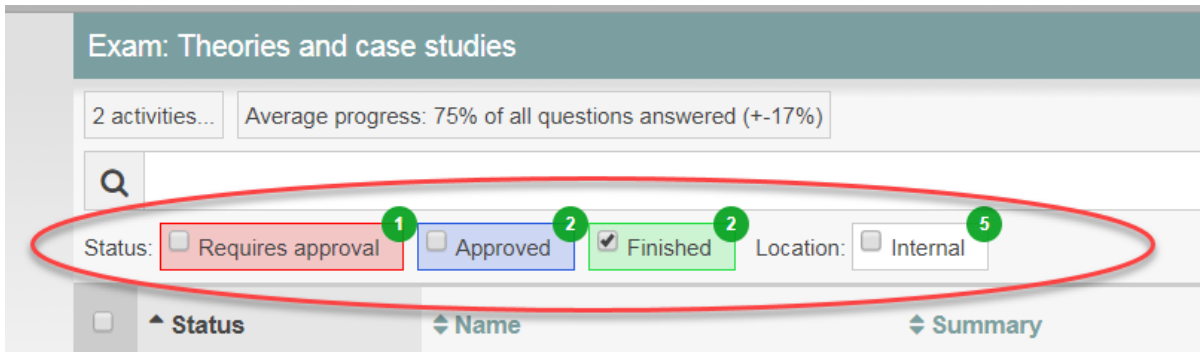 Exam: Theories and case studies
2 activities... Average progress: 75% of all questions answered (+-17%)
Status: Requires approval 1 Approved 2 Finished 2 Location: Internal 5
Status Name Summary